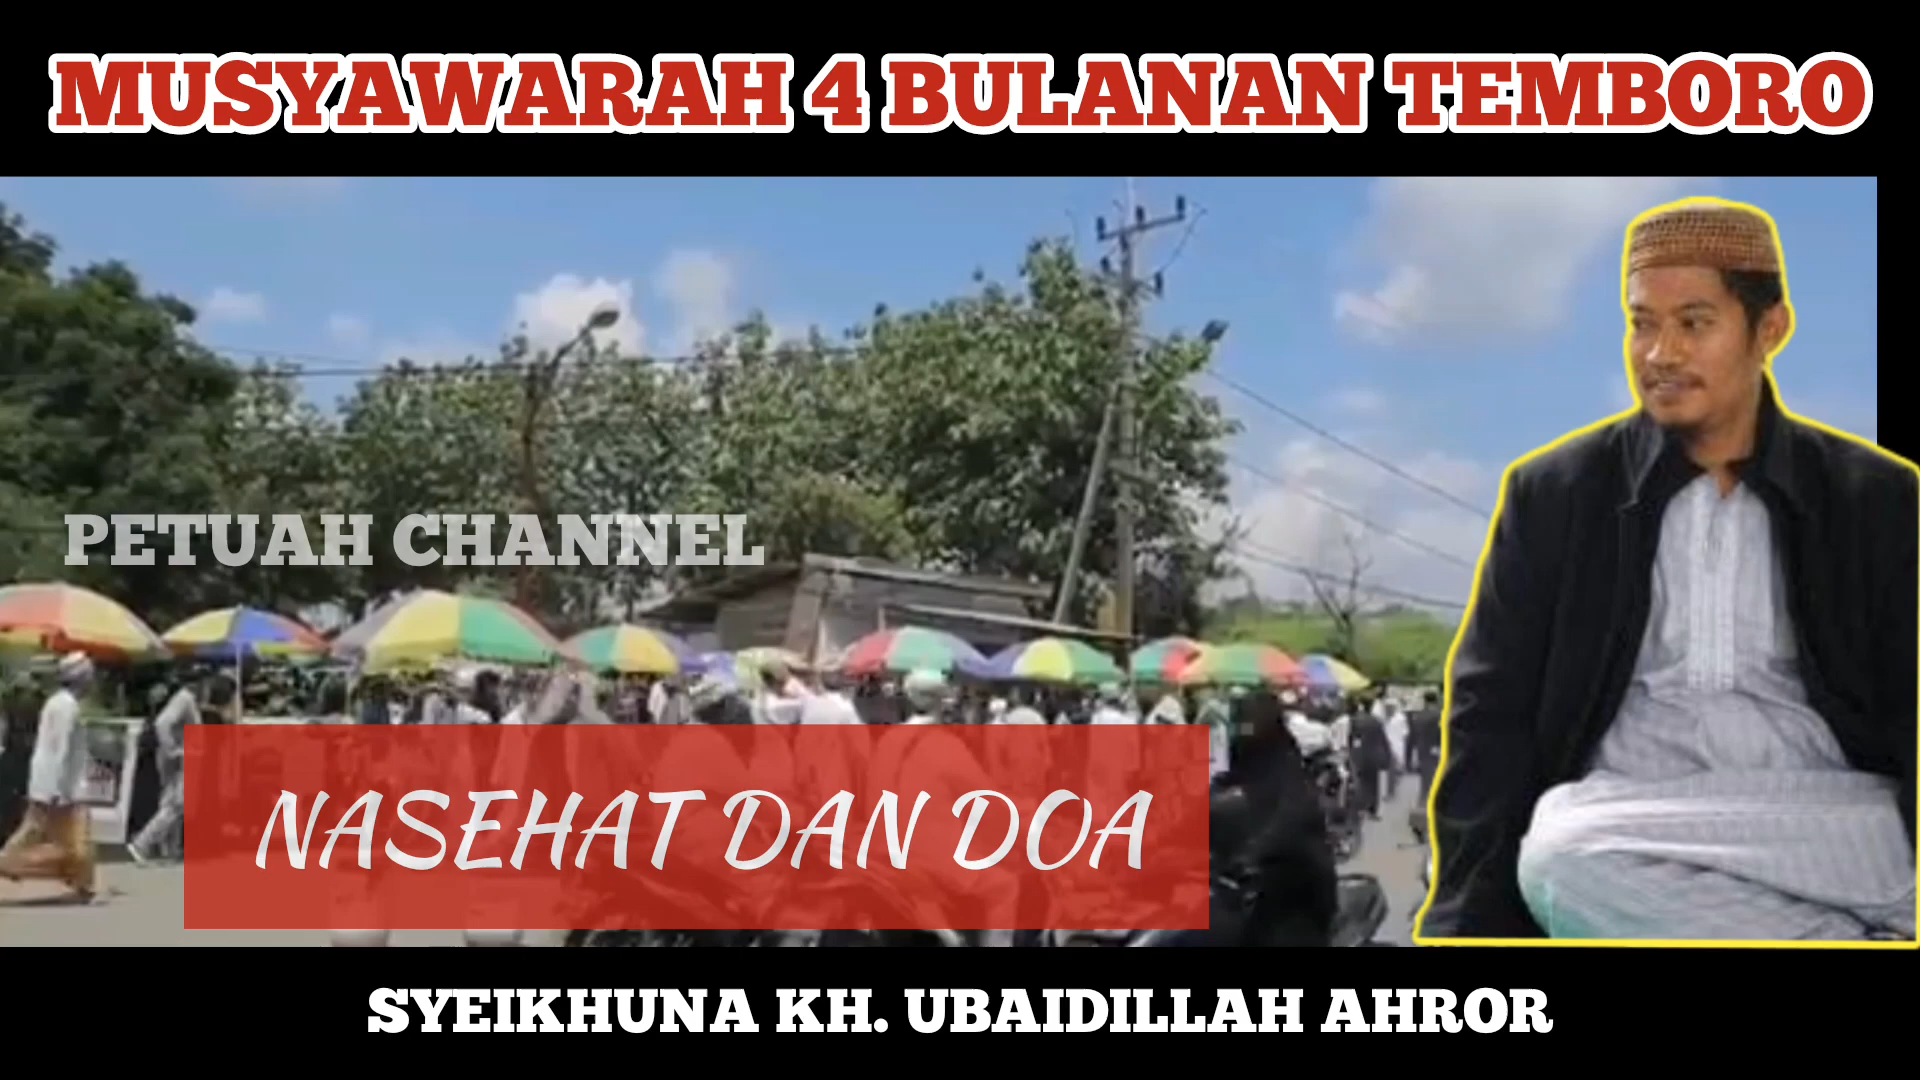 MUSYAWARAH 4 BULANAN TEMBORO
PETUAH CHANNEL
NASEHAT DAN DOA
SYEIKHUNA KH. UBAIDILLAH AHROR